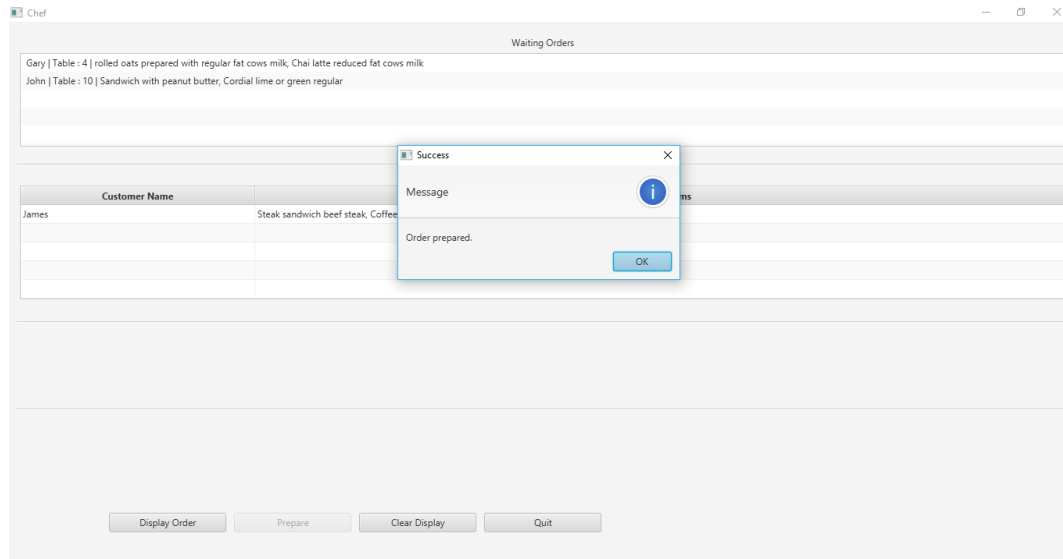 Chef
Waiting Orders
Gary | Table : 4 | rolled oats prepared with regular fat cows milk, Chai latte reduced fat cows milk
John | Table : 10 | Sandwich with peanut butter, Cordial lime or green regular
Success
Message
Order prepared.
OK
Customer Name
James Steak sandwich beef steak, Coffee
Display Order Prepare Clear Display Quit